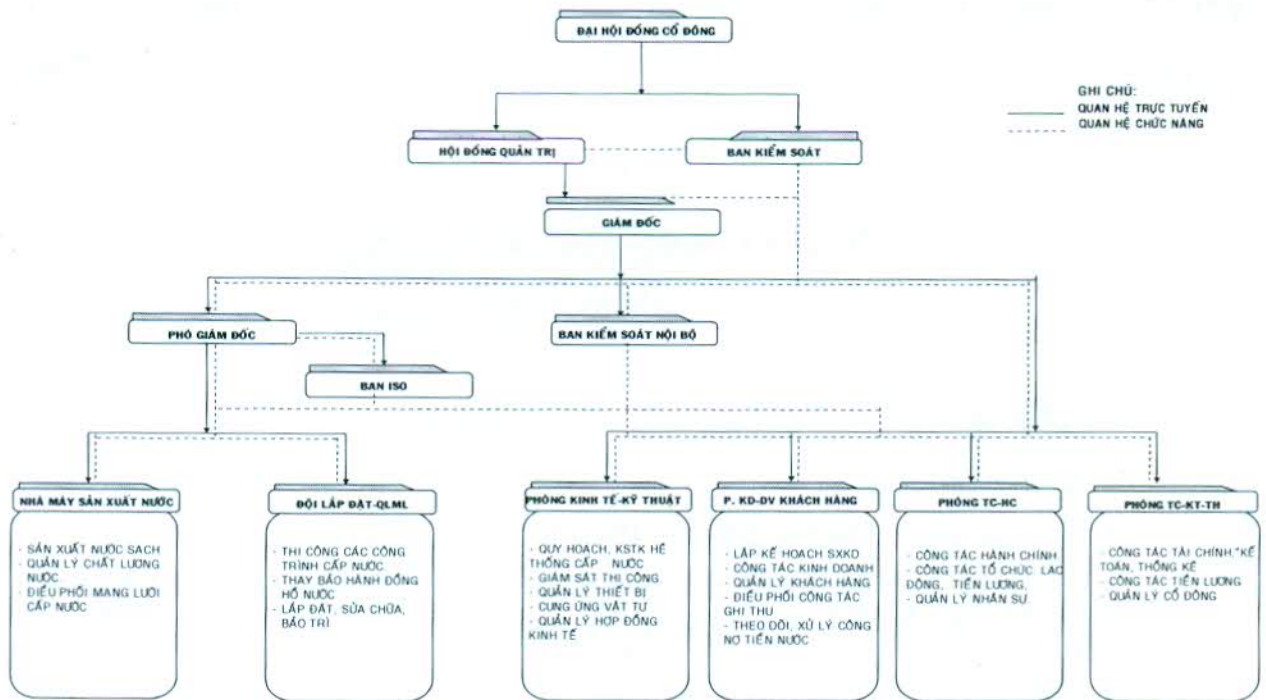 ĐẠI HỘI ĐỒNG CỔ ĐÔNG
GHI CHÚ:
QUAN HỆ TRỰC TUYẾN
QUAN HỆ CHỨC NĂNG
HỘI ĐỒNG QUẢN TRỊ
BAN KIỂM SOÁT
GIÁM ĐỐC
PHÓ GIÁM ĐỐC
BAN KIỂM SOÁT NỘI BỘ
BAN ISO
NHÀ MÁY SẢN XUẤT NƯỚC
- SẢN XUẤT NƯỚC SẠCH
- QUẢN LÝ CHẤT LƯỢNG
NƯỚC
- ĐIỀU PHỐI MẠNG LƯỚI
CẤP NƯỚC
ĐỘI LẮP ĐẶT-QLML
- THI CÔNG CÁC CÔNG
TRÌNH CẤP NƯỚC.
- THAY BẢO HÀNH ĐỒNG
HỒ NƯỚC
- LẮP ĐẶT, SỬA CHỮA,
BẢO TRÌ
PHÒNG KINH TẾ-KỸ THUẬT
- QUY HOẠCH, KSTK HỆ
THỐNG CẤP NƯỚC
- GIÁM SÁT THI CÔNG
- QUẢN LÝ THIẾT BỊ
- CUNG ỨNG VẬT TƯ
- QUẢN LÝ HỢP ĐỒNG
KINH TẾ
P. KD-DV KHÁCH HÀNG
- LẬP KẾ HOẠCH SXKD
- CÔNG TÁC KINH DOANH
- QUẢN LÝ KHÁCH HÀNG
- ĐIỀU PHỐI CÔNG TÁC
GHI THU
- THEO DÕI, XỬ LÝ CÔNG
NỢ TIỀN NƯỚC
PHÒNG TC-HC
- CÔNG TÁC HÀNH CHÍNH.
- CÔNG TÁC TỔ CHỨC LAO
ĐỘNG, TIỀN LƯƠNG,
- QUẢN LÝ NHÂN SỰ.
PHÒNG TC-KT-TH
- CÔNG TÁC TÀI CHÍNH, KẾ
TOÁN, THỐNG KÊ
- CÔNG TÁC TIỀN LƯƠNG
- QUẢN LÝ CỔ ĐÔNG